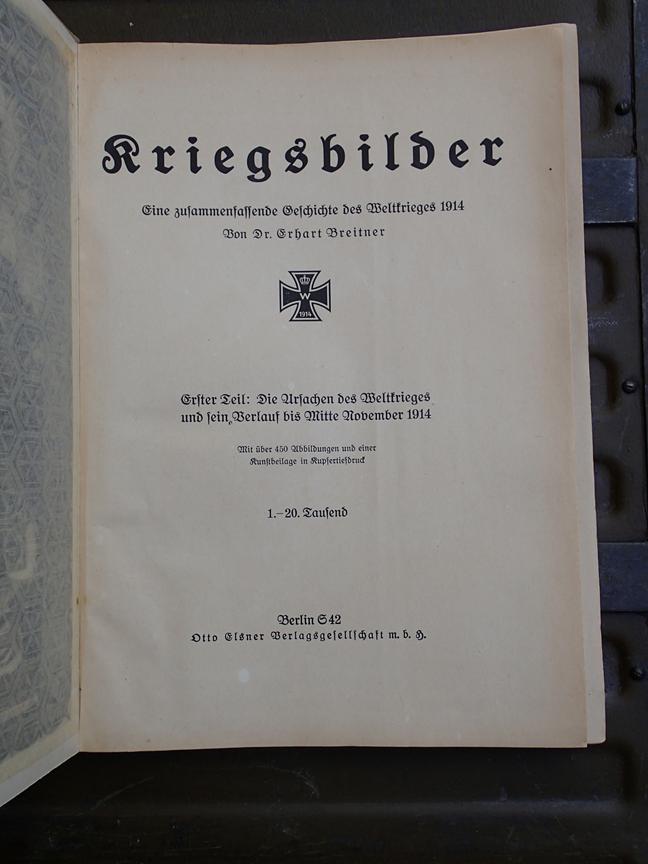 Kriegsbilder
Eine zusammenfassende Geschichte des Weltkrieges 1914
Von Dr. Erhart Breitner
W
1914
Erster Teil: Die Ursachen des Weltkrieges
und sein Verlauf bis Mitte November 1914
Mit über 450 Abbildungen und einer
Kunstbeilage in Kupfertiefdruck
1.–20. Tausend
Berlin S 42
Otto Elsner Verlagsgesellschaft m. b. H.